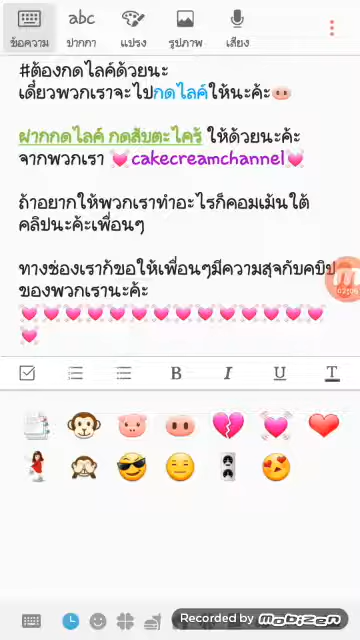 abc
ข้อความ ปากกา แปรง รูปภาพ เสียง
#ต้องกดไลค์ด้วยนะ
เดี๋ยวพวกเราจะไปกดไลค์ให้นะค้ะ🐽
ฝากกดไลค์ กดสับตะไคร้ ให้ด้วยนะค้ะ
จากพวกเรา 💓cakecreamchannel💓
ถ้าอยากให้พวกเราทำอะไรก็คอมเม้นใต้
คลิปนะค้ะเพื่อนๆ
ทางช่องเราก้ขอให้เพื่อนๆมีความสุจกับคบิป
ของพวกเรานะค้ะ
💓💓💓💓💓💓💓💓💓💓💓💓💓💓
💓
B I U T
Recorded by mobizen